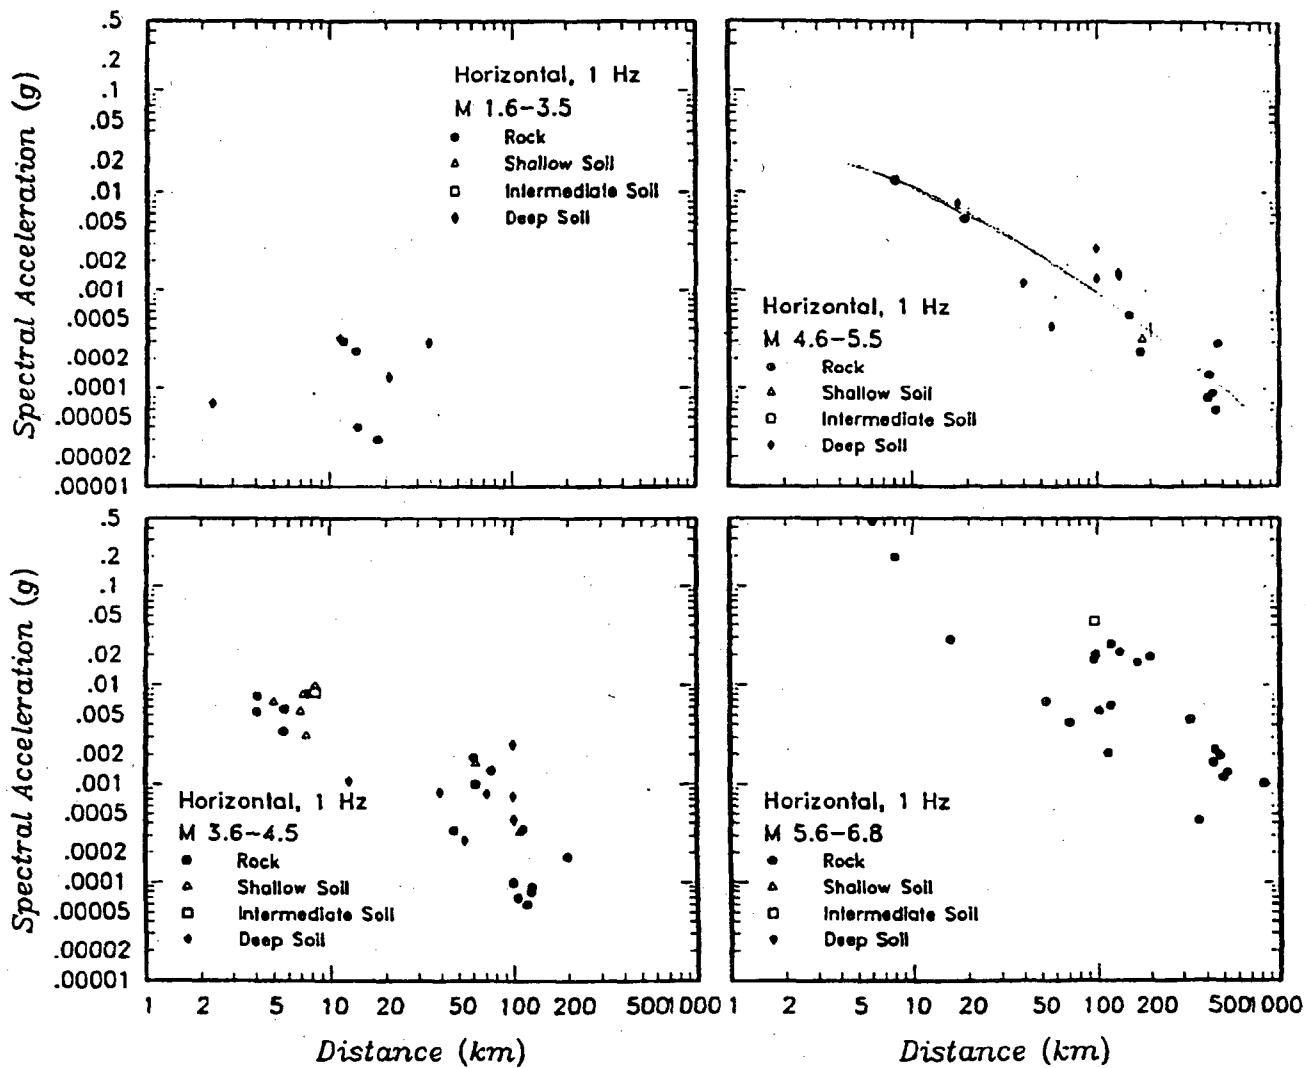 .5
.2
.1
.05
.02
.01
.005
.002
.001
.0005
.0002
.0001
.00005
.00002
.00001
Spectral Acceleration (g)
Horizontal, 1 Hz
M 1.6-3.5
Rock
Shallow Soil
Intermediate Soil
Deep Soil
Horizontal, 1 Hz
M 4.6-5.5
Rock
Shallow Soil
Intermediate Soil
Deep Soil
.5
.2
.1
.05
.02
.01
.005
.002
.001
.0005
.0002
.0001
.00005
.00002
.00001
Spectral Acceleration (g)
Horizontal, 1 Hz
M 3.6-4.5
Rock
Shallow Soil
Intermediate Soil
Deep Soil
1 2 5 10 20 50 100 200 5001000
Distance (km)
Horizontal, 1 Hz
M 5.6-6.8
Rock
Shallow Soil
Intermediate Soil
Deep Soil
1 2 5 10 20 50 100 200 5001000
Distance (km)